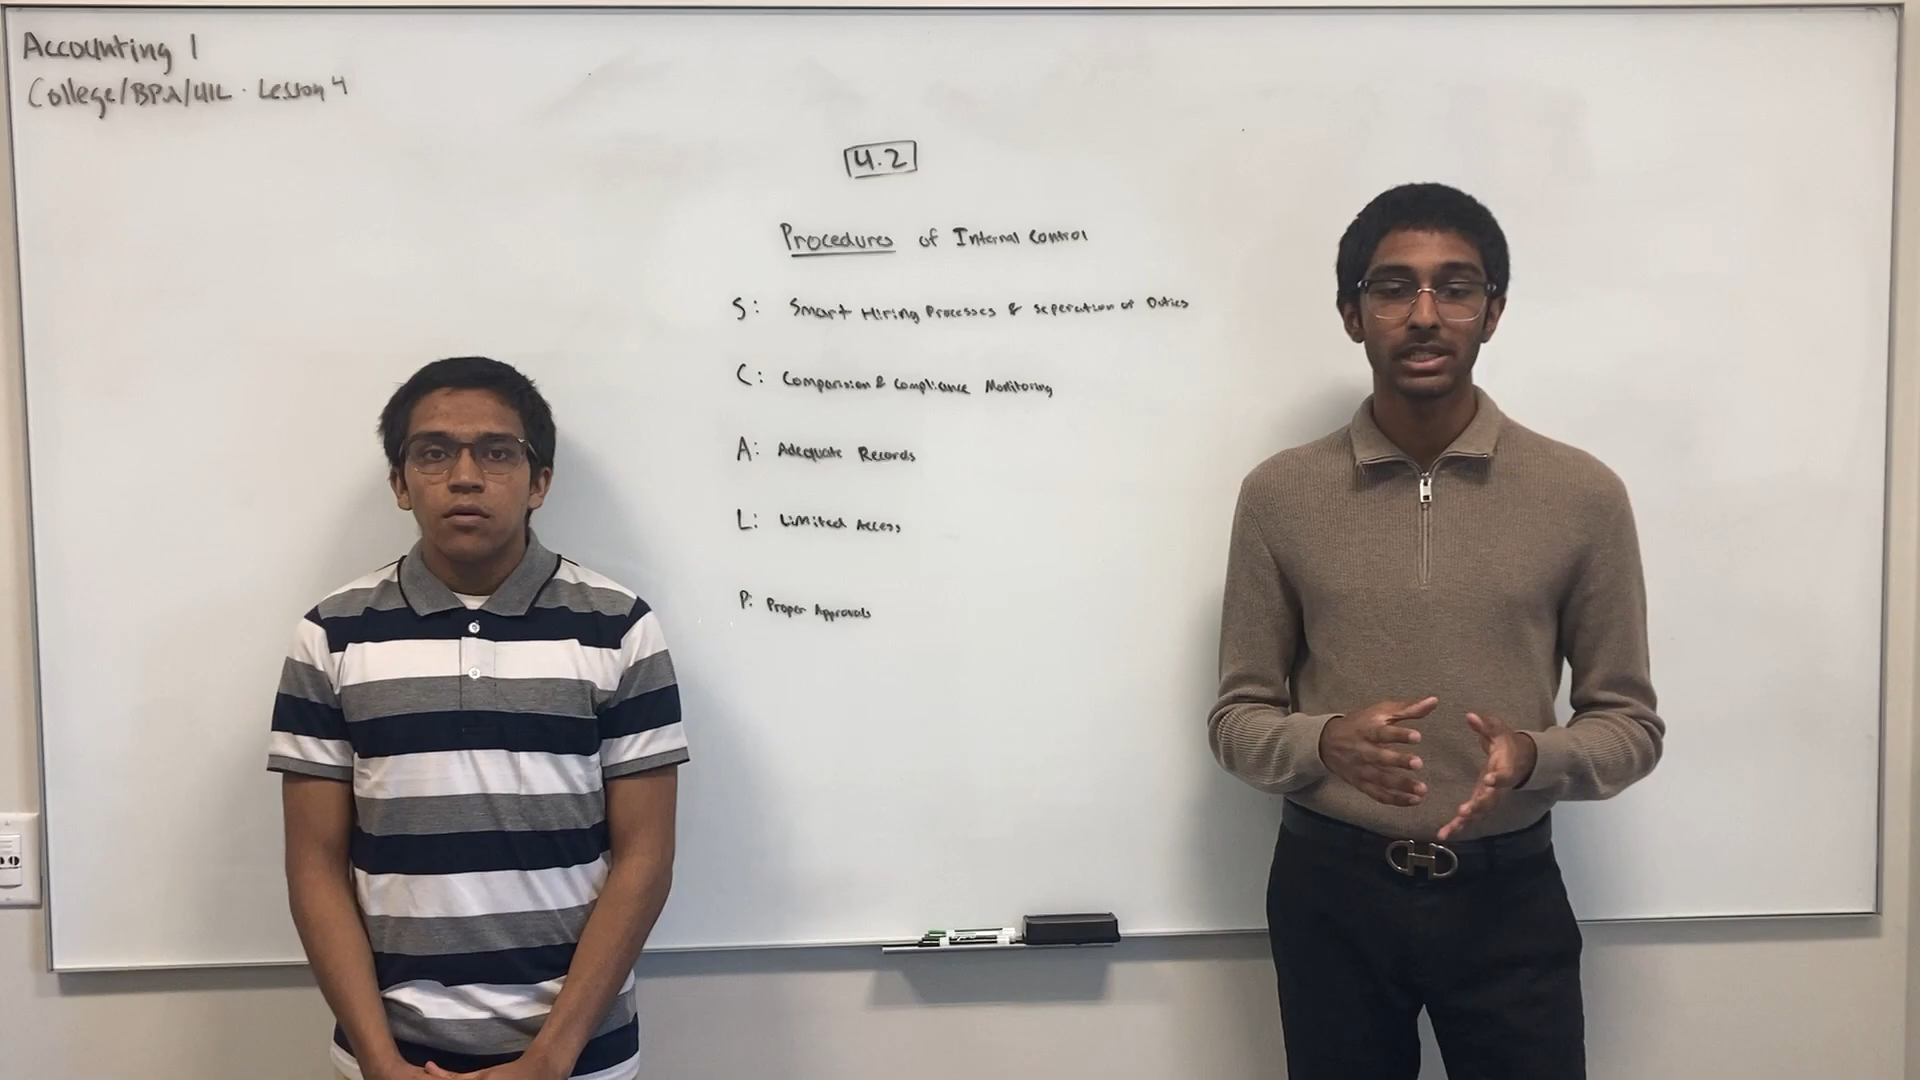 Accounting 1
College/BPA/UIL · Lesson 4
4.2
Procedures of Internal Control
S: Smart Hiring Processes & Seperation of Duties
C: Comparison & Compliance Monitoring
A: Adequate Records
L: Limited Access
P: Proper Approvals